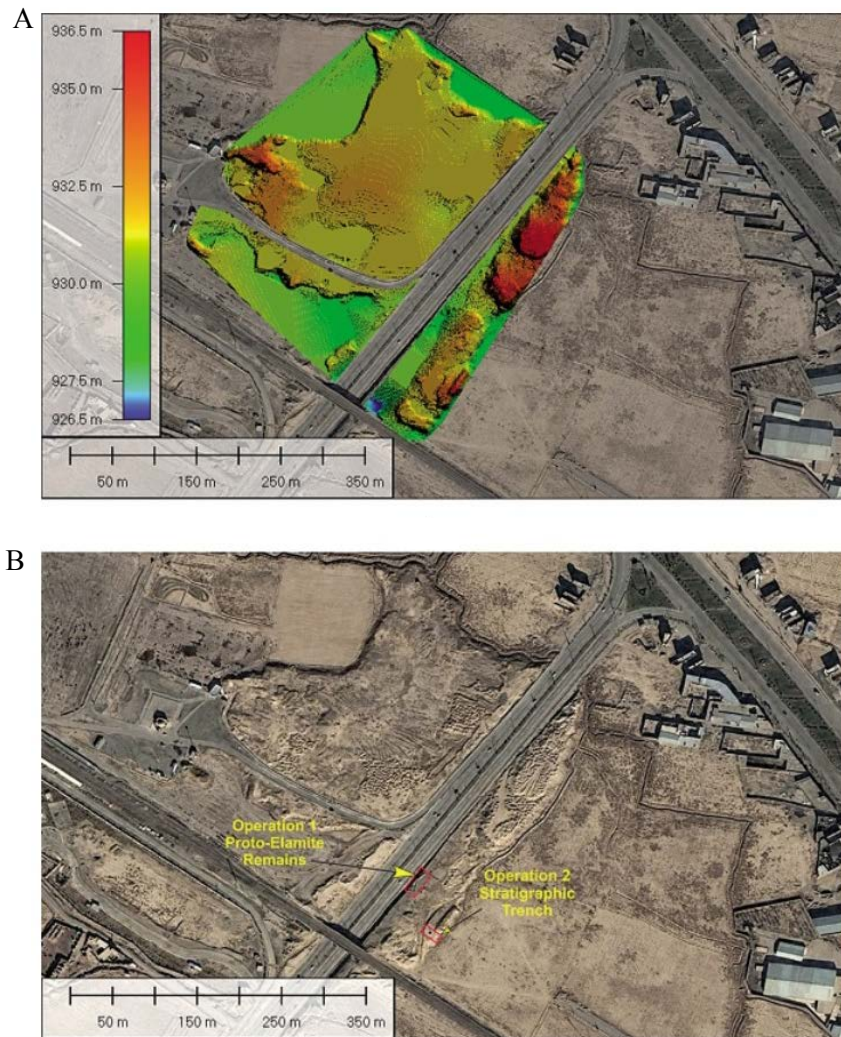 A
936.5 m
935.0 m
932.5 m
930.0 m
927.5 m
926.5 m
50 m 150 m 250 m 350 m
B
Operation 1
Proto-Elamite
Remains
Operation 2
Stratigraphic
Trench
50 m 150 m 250 m 350 m